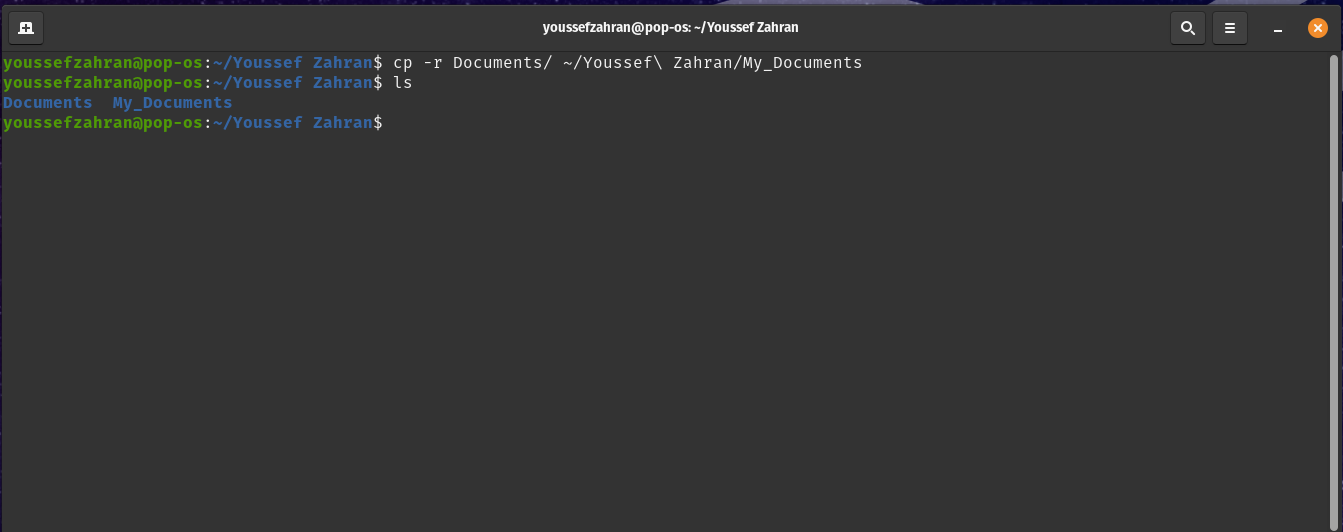 youssefzahran@pop-os: ~/Youssef Zahran
youssefzahran@pop-os:~/Youssef Zahran$ cp -r Documents/ ~/Youssef\ Zahran/My_Documents
youssefzahran@pop-os:~/Youssef Zahran$ ls
Documents  My_Documents
youssefzahran@pop-os:~/Youssef Zahran$